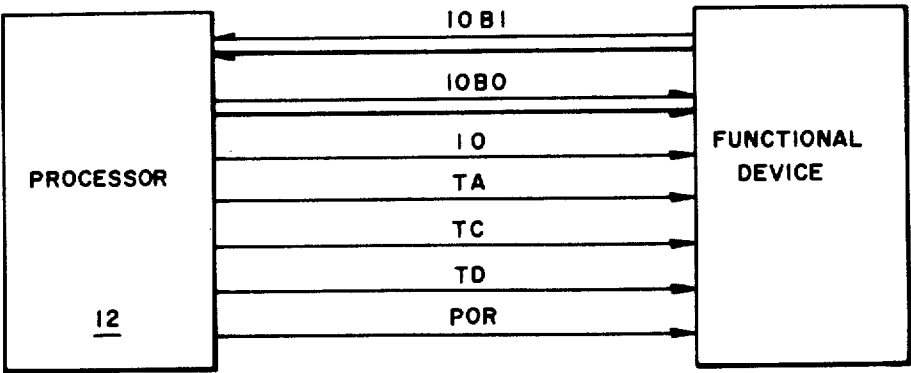 IOBI
IOBO
IO
TA
TC
TD
POR
PROCESSOR
12
FUNCTIONAL
DEVICE